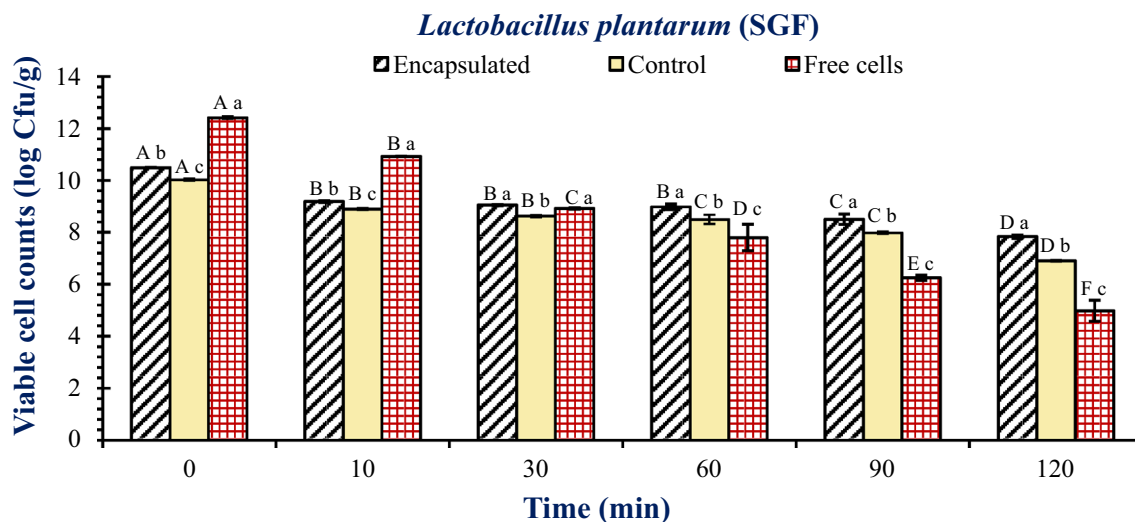 Lactobacillus plantarum (SGF)
Encapsulated Control Free cells
Viable cell counts (log Cfu/g)
14
12
10
8
6
4
2
0
A b A c A a
B b B c B a
B a B b C a
B a C b D c
C a C b E c
D a D b F c
0 10 30 60 90 120
Time (min)